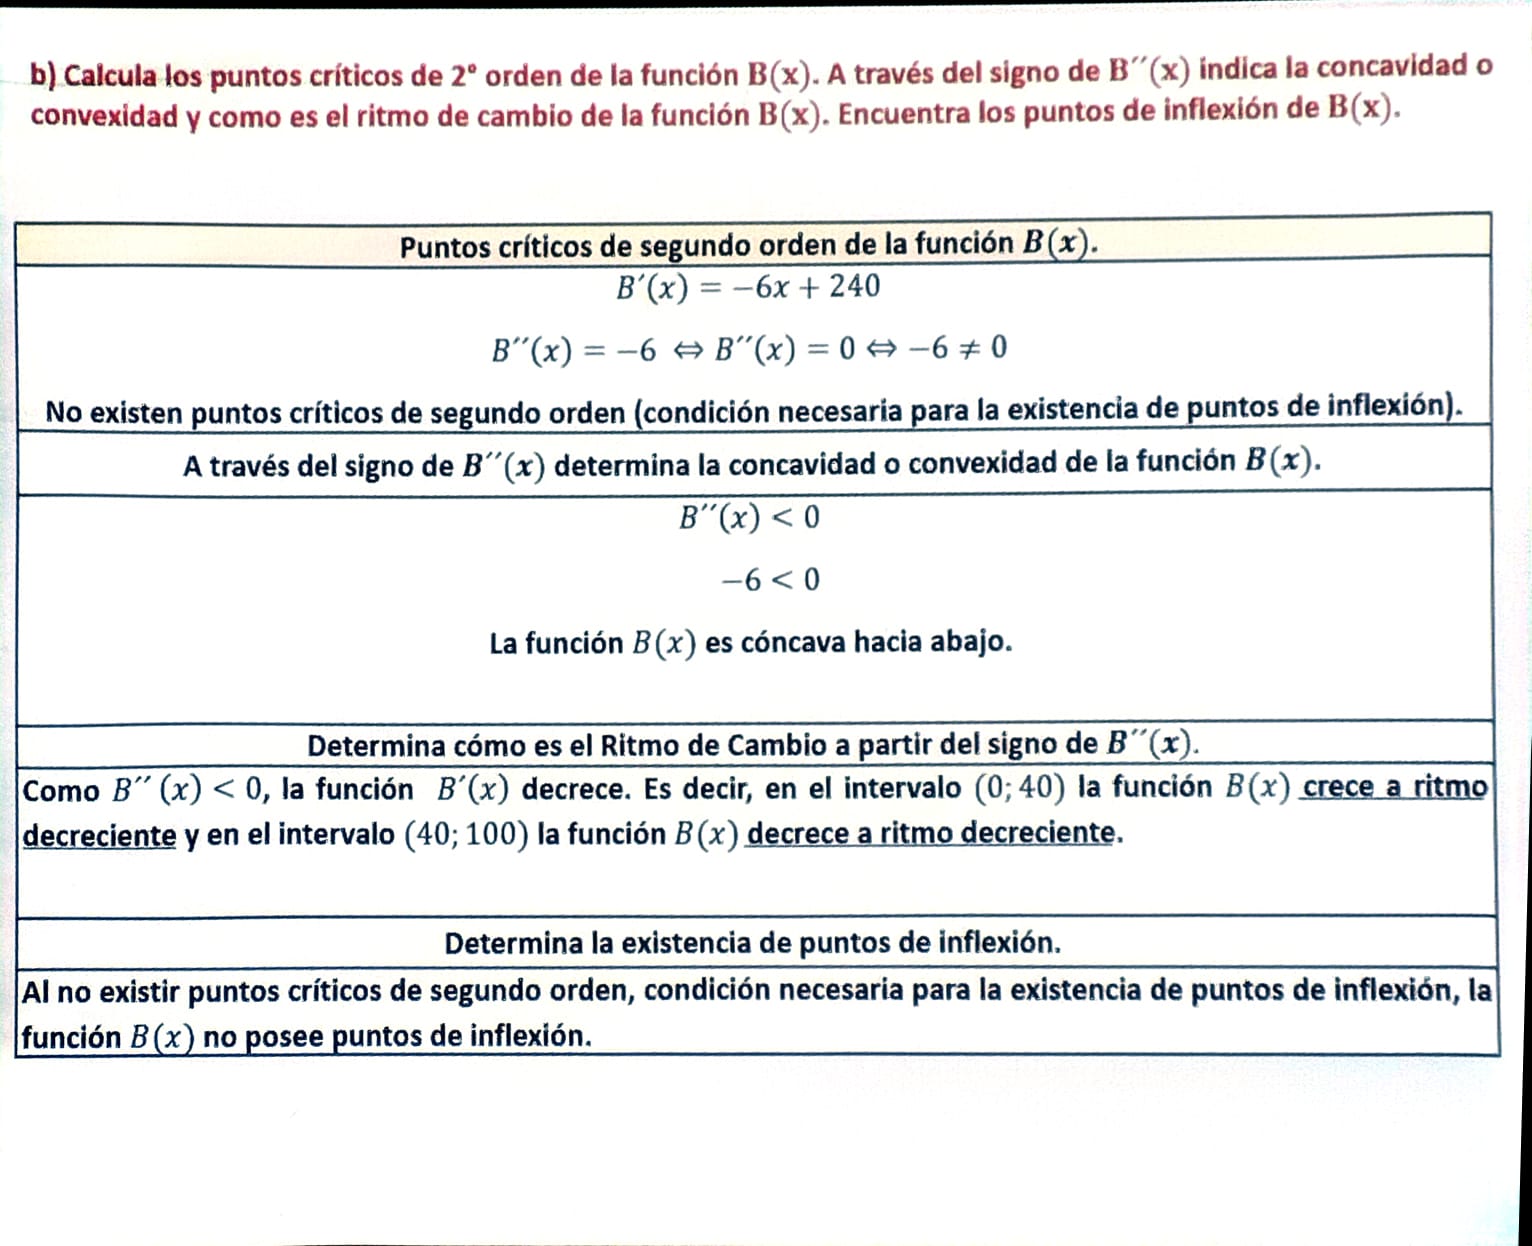 b) Calcula los puntos críticos de 2° orden de la función B(x). A través del signo de B´´(x) indica la concavidad o
convexidad y como es el ritmo de cambio de la función B(x). Encuentra los puntos de inflexión de B(x).
Puntos críticos de segundo orden de la función B(x).
B´(x) = −6x + 240
B´´(x) = −6 ⇔ B´´(x) = 0 ⇔ −6 ≠ 0
No existen puntos críticos de segundo orden (condición necesaria para la existencia de puntos de inflexión).
A través del signo de B´´(x) determina la concavidad o convexidad de la función B(x).
B´´(x) < 0
−6 < 0
La función B(x) es cóncava hacia abajo.
Determina cómo es el Ritmo de Cambio a partir del signo de B´´(x).
Como B´´ (x) < 0, la función B´(x) decrece. Es decir, en el intervalo (0; 40) la función B(x) crece a ritmo
decreciente y en el intervalo (40; 100) la función B(x) decrece a ritmo decreciente.
Determina la existencia de puntos de inflexión.
Al no existir puntos críticos de segundo orden, condición necesaria para la existencia de puntos de inflexión, la
función B(x) no posee puntos de inflexión.